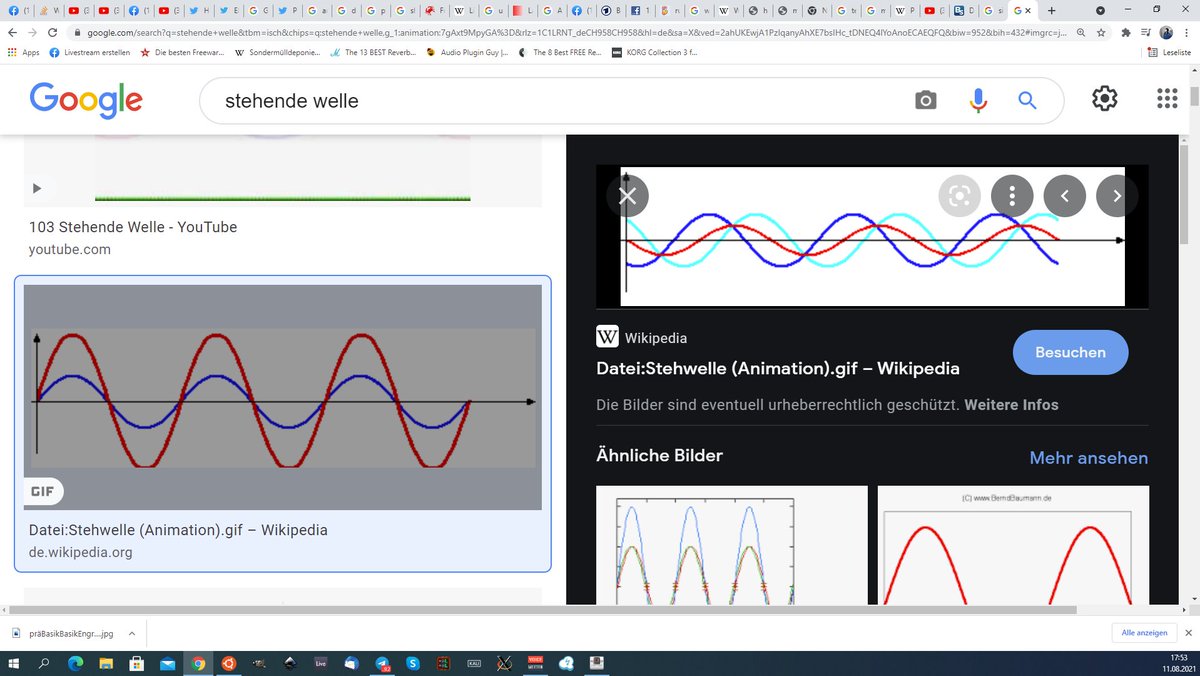 google.com/search?q=stehende+welle&tbm=isch&chips=q:stehende+welle,g_1:animation:7gAxt9MpyGA%3D&rlz=1C1LRNT_deCH958CH958&hl=de&sa=X&ved=2ahUKEwjA1PzIqanyAhXE7bsIHc_tDNEQ4lYoAnoECAEQFQ&biw=952&bih=432#imgrc=j...
Apps
Livestream erstellen
Die besten Freewar...
Sondermülldeponie...
The 13 BEST Reverb...
Audio Plugin Guy |...
The 8 Best FREE Re...
KORG Collection 3 f...
Leseliste
Google
stehende welle
103 Stehende Welle - YouTube
youtube.com
GIF
Datei:Stehwelle (Animation).gif – Wikipedia
de.wikipedia.org
W Wikipedia
Datei:Stehwelle (Animation).gif – Wikipedia
Besuchen
Die Bilder sind eventuell urheberrechtlich geschützt. Weitere Infos
Ähnliche Bilder
Mehr ansehen
(C) www.BerndBaumann.de
präBasikBasikEngr....jpg
Alle anzeigen
Live
KALI
17:53
11.08.2021